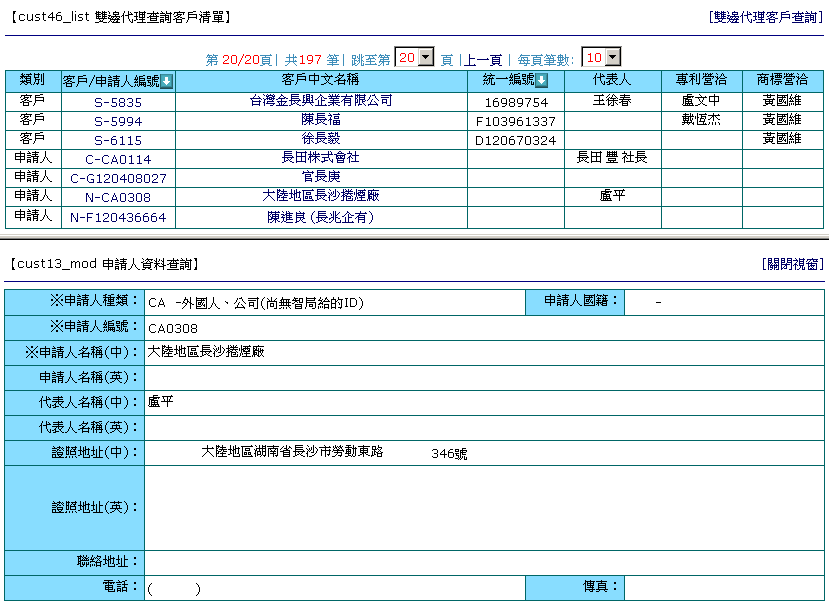 【cust46_list 雙邊代理查詢客戶清單】 [雙邊代理客戶查詢]
第 20/20頁| 共197 筆| 跳至第 20 頁 |上一頁 | 每頁筆數: 10
類別 客戶/申請人編號 客戶中文名稱 統一編號 代表人 專利營洽 商標營洽
客戶 S-5835 台灣金長興企業有限公司 16989754 王徐春 盧文中 黃國維
客戶 S-5994 陳長福 F103961337 戴恆杰 黃國維
客戶 S-6115 徐長毅 D120670324 黃國維
申請人 C-CA0114 長田株式會社 長田 豐 社長
申請人 C-G120408027 官長庚
申請人 N-CA0308 大陸地區長沙捲煙廠 盧平
申請人 N-F120436664 陳進良(長兆企有)
【cust13_mod 申請人資料查詢】 [關閉視窗]
※申請人種類： CA -外國人、公司(尚無智局給的ID) 申請人國籍： -
※申請人編號： CA0308
※申請人名稱(中)： 大陸地區長沙捲煙廠
申請人名稱(英)：
代表人名稱(中)： 盧平
代表人名稱(英)：
證照地址(中)： 大陸地區湖南省長沙市勞動東路 346號
證照地址(英)：
聯絡地址：
電話： ( ) 傳真：